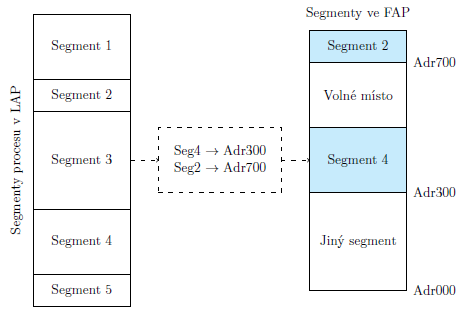 Segmenty procesu v LAP
Segment 1
Segment 2
Segment 3
Segment 4
Segment 5
Seg4 → Adr300
Seg2 → Adr700
Segmenty ve FAP
Segment 2
Adr700
Volné místo
Segment 4
Adr300
Jiný segment
Adr000